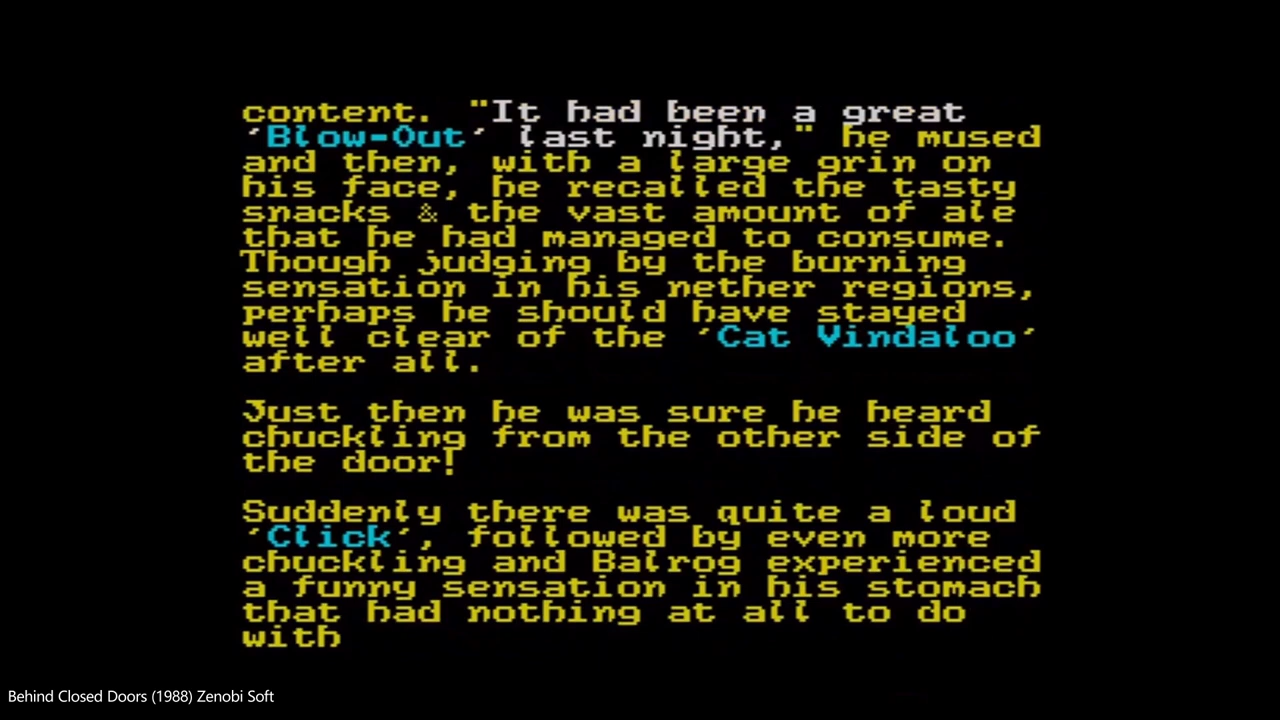 content. "It had been a great
'Blow-Out' last night," he mused
and then, with a large grin on
his face, he recalled the tasty
snacks & the vast amount of ale
that he had managed to consume.
Though judging by the burning
sensation in his nether regions,
perhaps he should have stayed
well clear of the 'Cat Vindaloo'
after all.
Just then he was sure he heard
chuckling from the other side of
the door!
Suddenly there was quite a loud
'Click', followed by even more
chuckling and Balrog experienced
a funny sensation in his stomach
that had nothing at all to do
with
Behind Closed Doors (1988) Zenobi Soft